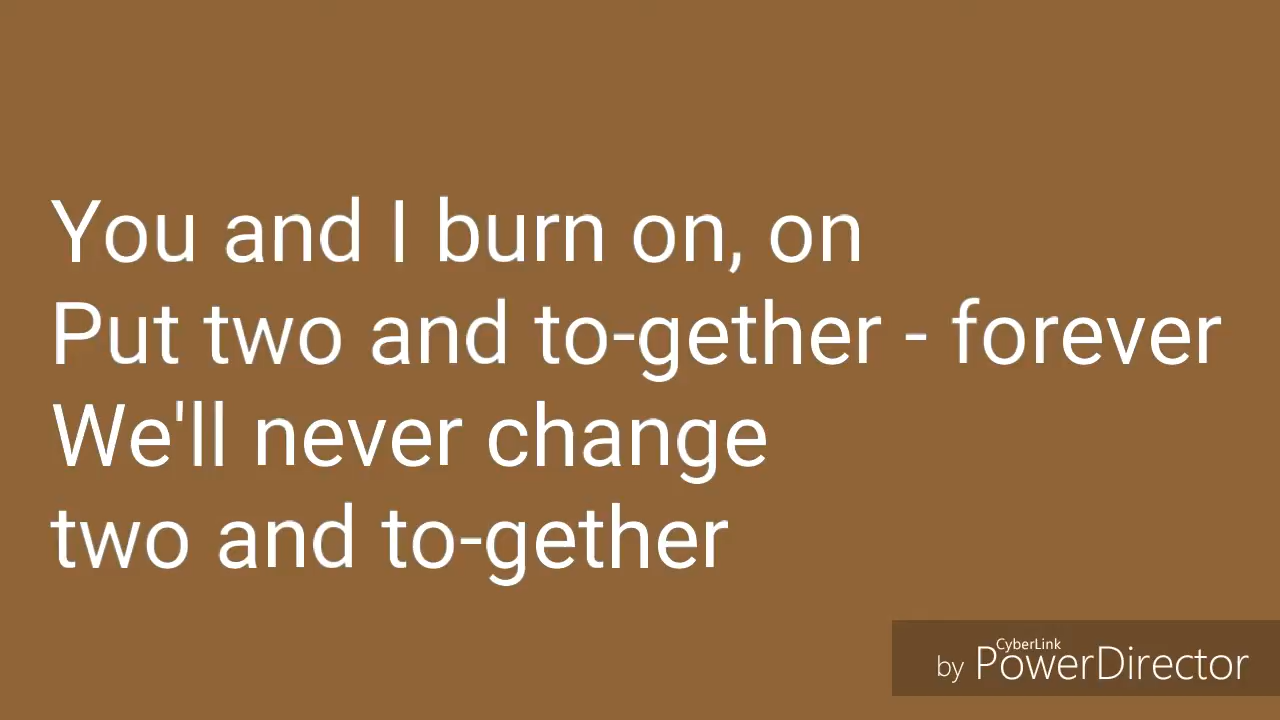 You and I burn on, on
Put two and to-gether - forever
We'll never change
two and to-gether
CyberLink
by PowerDirector